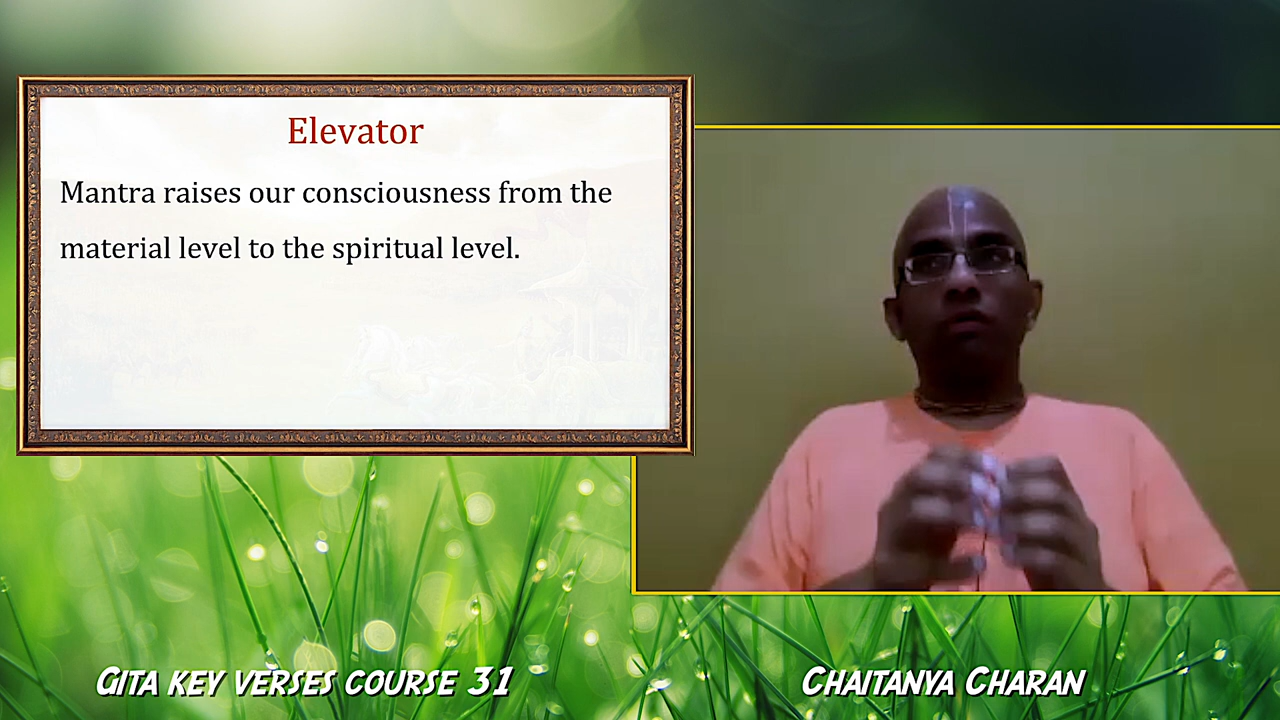 Elevator
Mantra raises our consciousness from the
material level to the spiritual level.
GITA KEY VERSES COURSE 31
CHAITANYA CHARAN